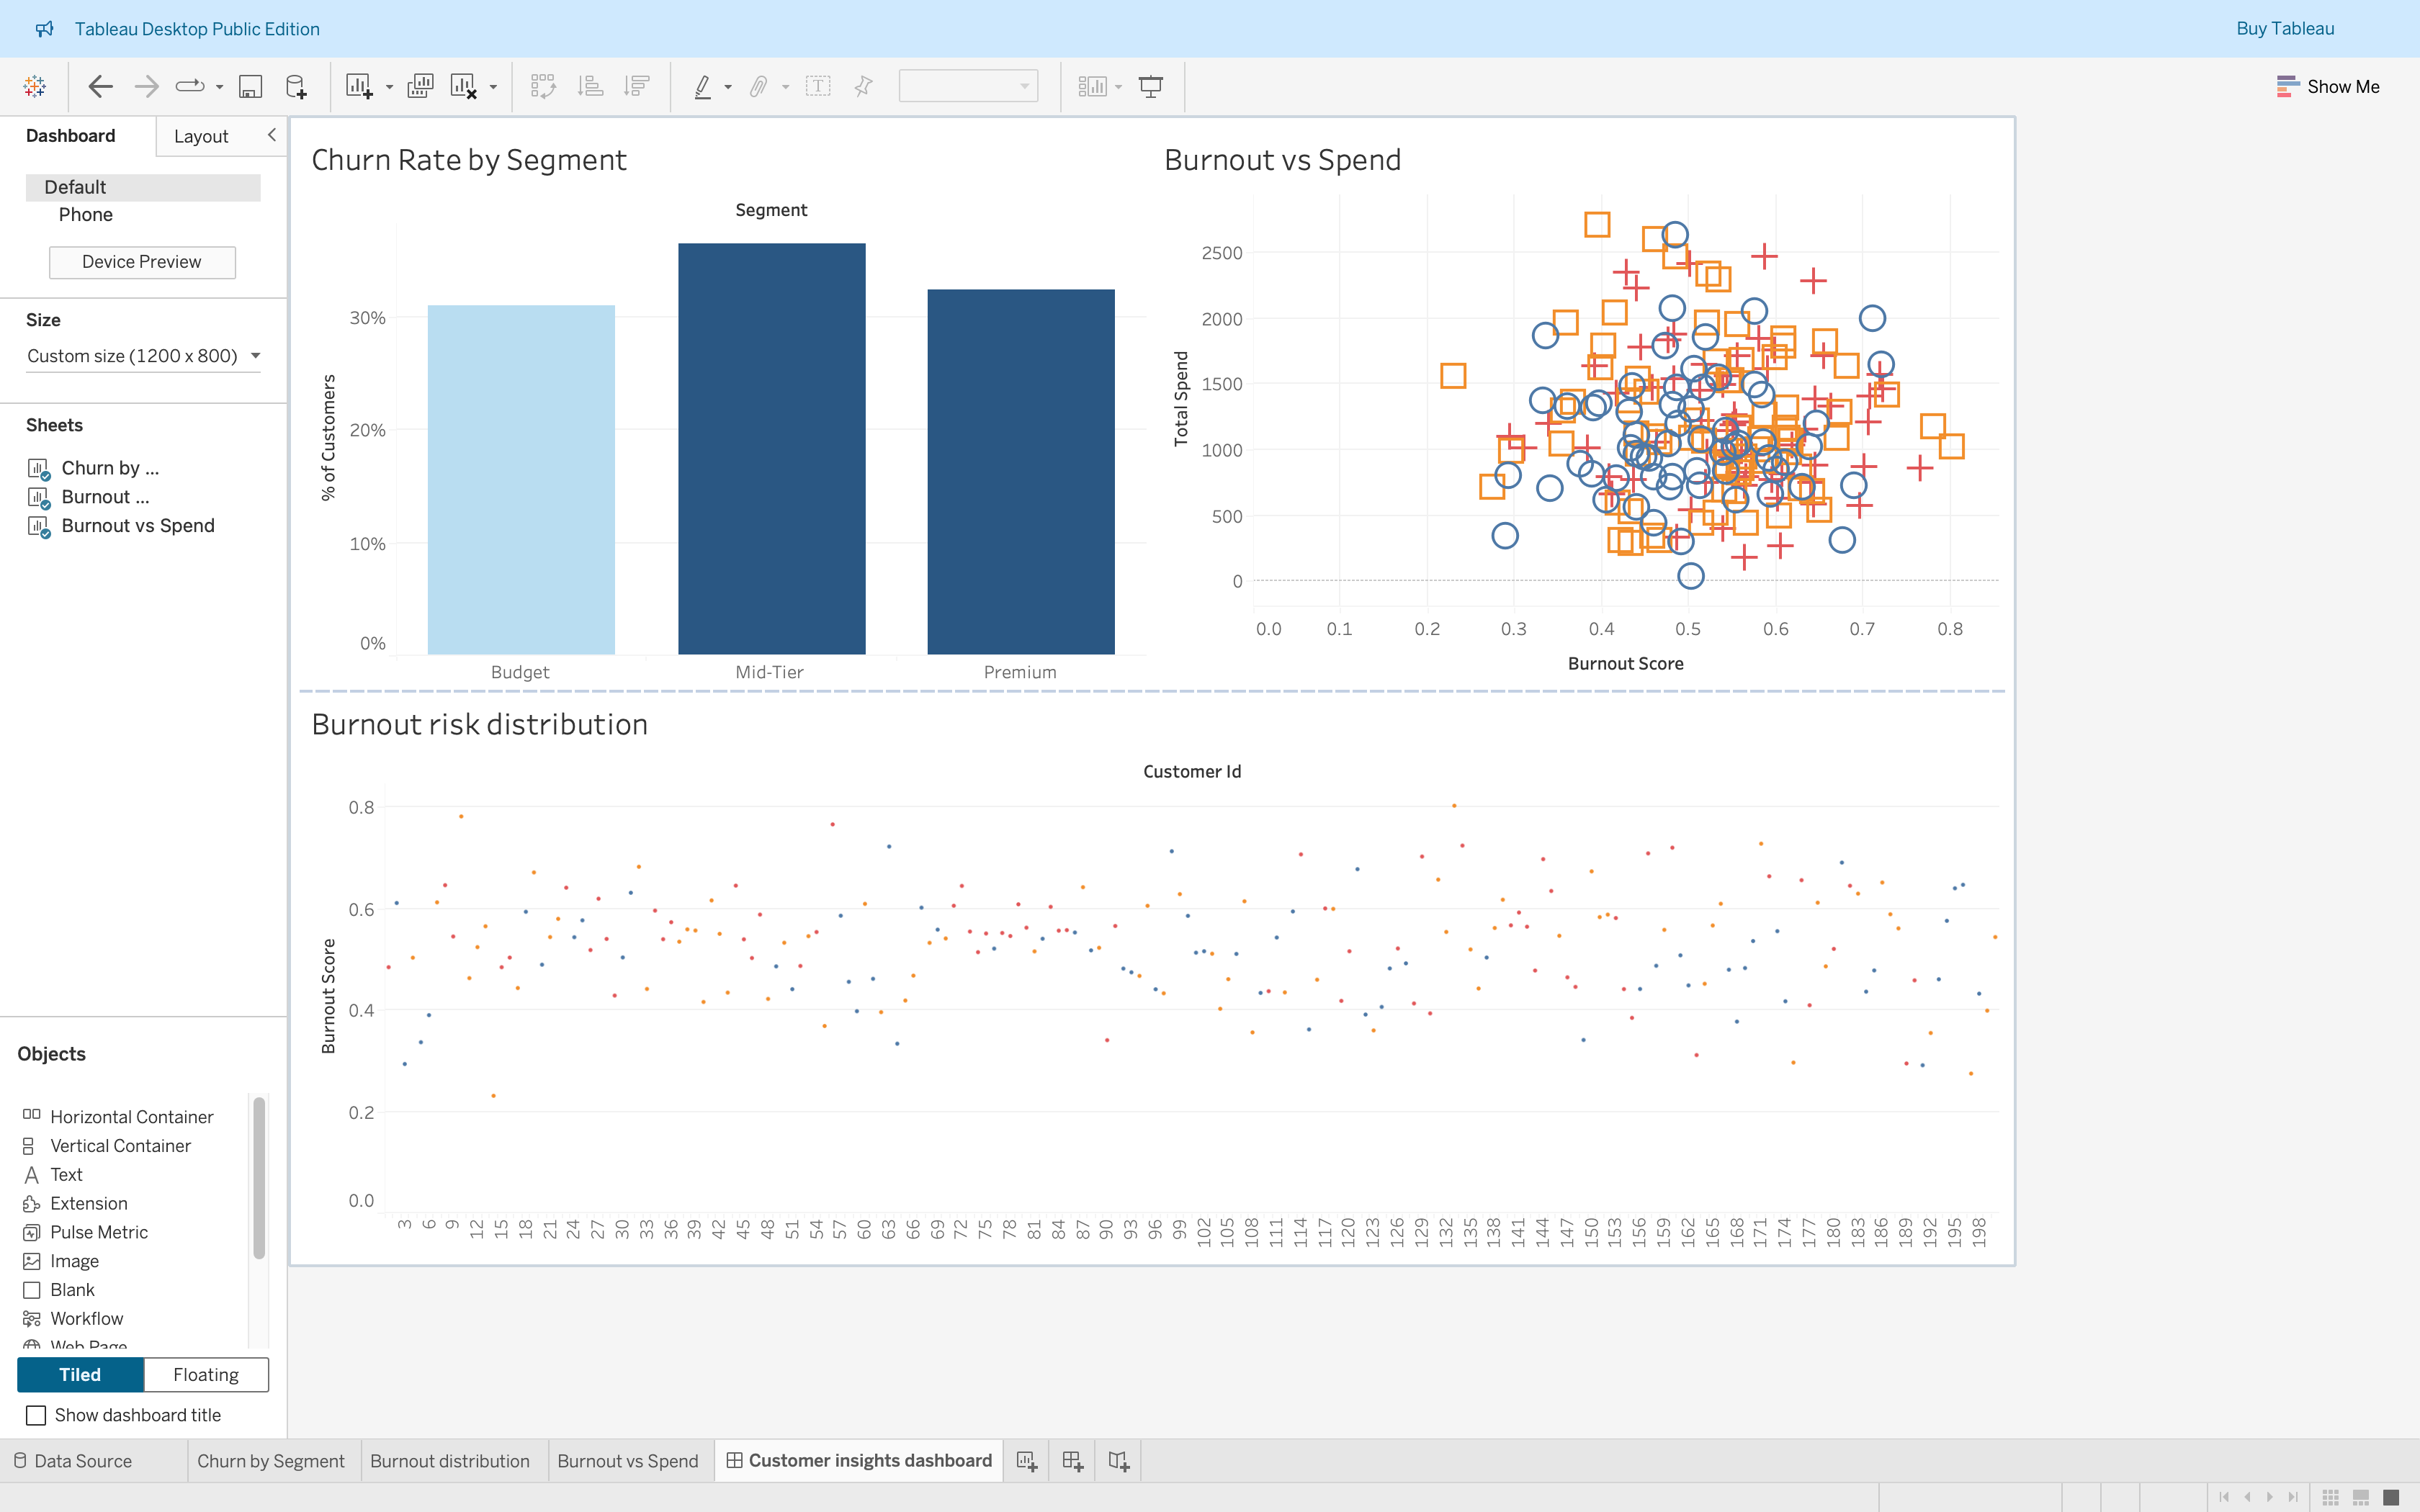 Tableau Desktop Public Edition
Buy Tableau
Show Me
Dashboard
Layout
Default
Phone
Device Preview
Size
Custom size (1200 x 800)
Sheets
Churn by ...
Burnout ...
Burnout vs Spend
Objects
Horizontal Container
Vertical Container
Text
Extension
Pulse Metric
Image
Blank
Workflow
Web Page
Tiled
Floating
Show dashboard title
Churn Rate by Segment
Segment
% of Customers
30%
20%
10%
0%
Budget
Mid-Tier
Premium
Burnout vs Spend
Total Spend
2500
2000
1500
1000
500
0
0.0 0.1 0.2 0.3 0.4 0.5 0.6 0.7 0.8
Burnout Score
Burnout risk distribution
Customer Id
Burnout Score
0.8
0.6
0.4
0.2
0.0
3 6 9 12 15 18 21 24 27 30 33 36 39 42 45 48 51 54 57 60 63 66 69 72 75 78 81 84 87 90 93 96 99 102 105 108 111 114 117 120 123 126 129 132 135 138 141 144 147 150 153 156 159 162 165 168 171 174 177 180 183 186 189 192 195 198
Data Source
Churn by Segment
Burnout distribution
Burnout vs Spend
Customer insights dashboard